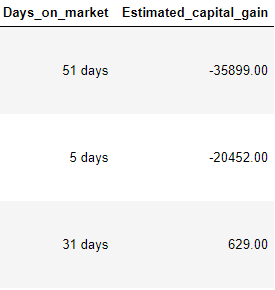 Days_on_market Estimated_capital_gain
51 days -35899.00
5 days -20452.00
31 days 629.00